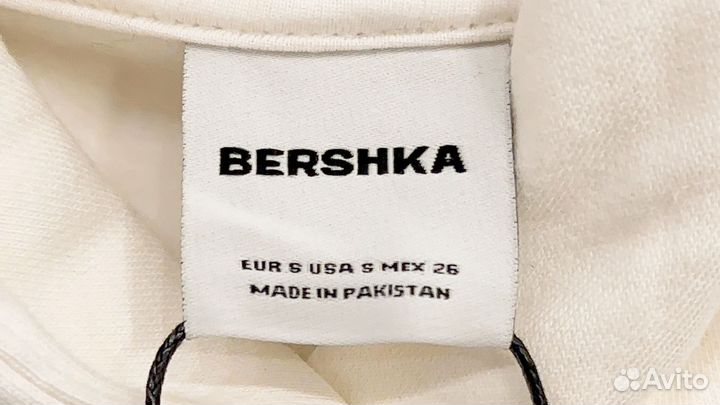 BERSHKA
EUR S USA S MEX 26
MADE IN PAKISTAN
Avito